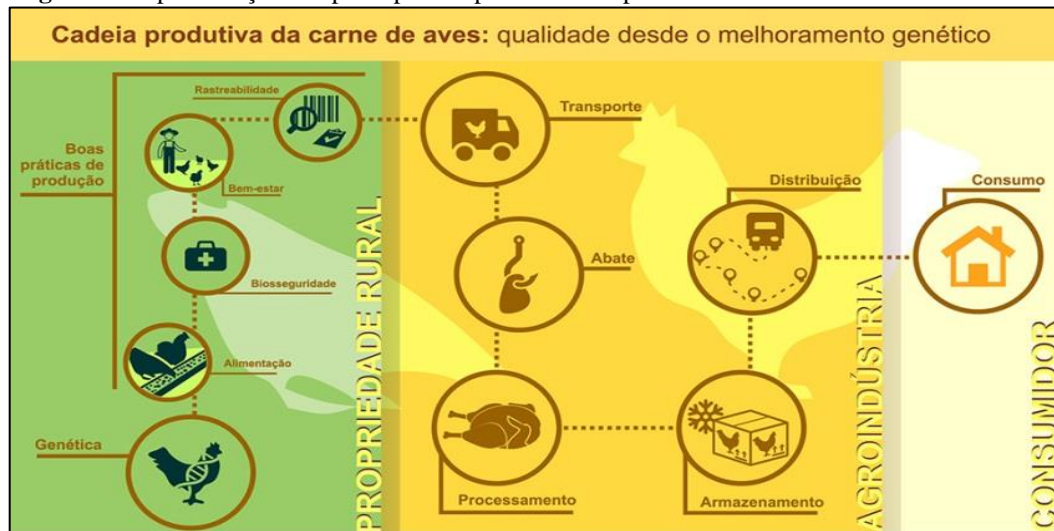 Cadeia produtiva da carne de aves: qualidade desde o melhoramento genético
Rastreabilidade
Boas
práticas de
produção
Bem-estar
Biosseguridade
Alimentação
Genética
PROPRIEDADE RURAL
Transporte
Abate
Processamento
Armazenamento
Distribuição
AGROINDÚSTRIA
Consumo
CONSUMIDOR